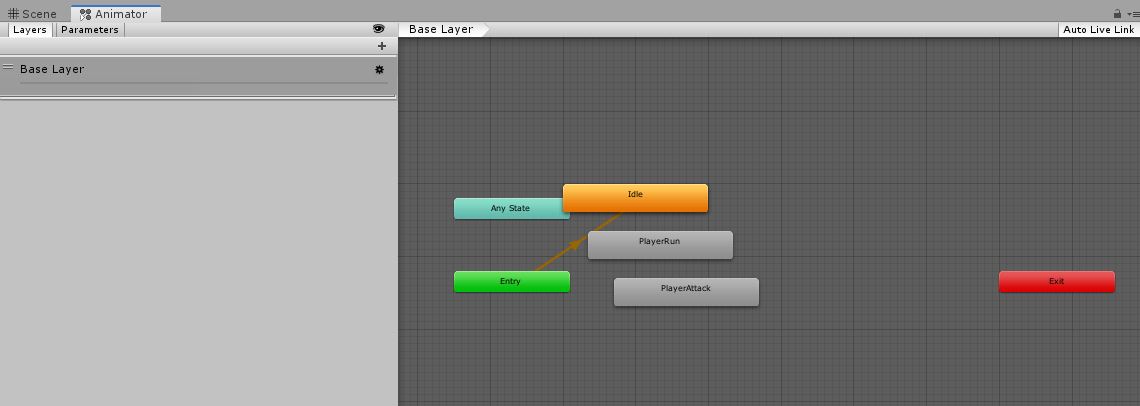 Scene
Animator
Layers
Parameters
Base Layer
Auto Live Link
Base Layer
Idle
Any State
PlayerRun
Entry
PlayerAttack
Exit